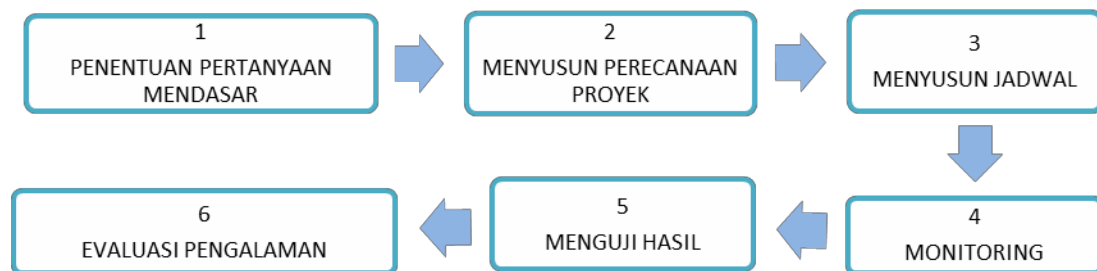 1
PENENTUAN PERTANYAAN
MENDASAR
2
MENYUSUN PERECANAAN
PROYEK
3
MENYUSUN JADWAL
4
MONITORING
5
MENGUJI HASIL
6
EVALUASI PENGALAMAN